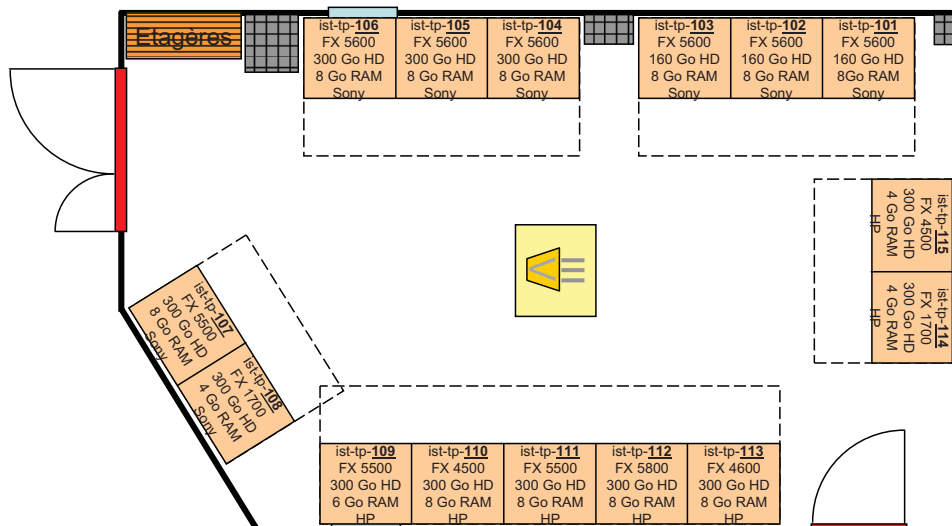 Etagères
ist-tp-106
FX 5600
300 Go HD
8 Go RAM
Sony
ist-tp-105
FX 5600
300 Go HD
8 Go RAM
Sony
ist-tp-104
FX 5600
300 Go HD
8 Go RAM
Sony
ist-tp-103
FX 5600
160 Go HD
8 Go RAM
Sony
ist-tp-102
FX 5600
160 Go HD
8 Go RAM
Sony
ist-tp-101
FX 5600
160 Go HD
8Go RAM
Sony
ist-tp-115
FX 4500
300 Go HD
4 Go RAM
HP
ist-tp-114
FX 1700
300 Go HD
4 Go RAM
HP
ist-tp-107
FX 5500
300 Go HD
8 Go RAM
Sony
ist-tp-108
FX 1700
300 Go HD
4 Go RAM
Sony
ist-tp-109
FX 5500
300 Go HD
6 Go RAM
HP
ist-tp-110
FX 4500
300 Go HD
8 Go RAM
HP
ist-tp-111
FX 5500
300 Go HD
8 Go RAM
HP
ist-tp-112
FX 5800
300 Go HD
8 Go RAM
HP
ist-tp-113
FX 4600
300 Go HD
8 Go RAM
HP